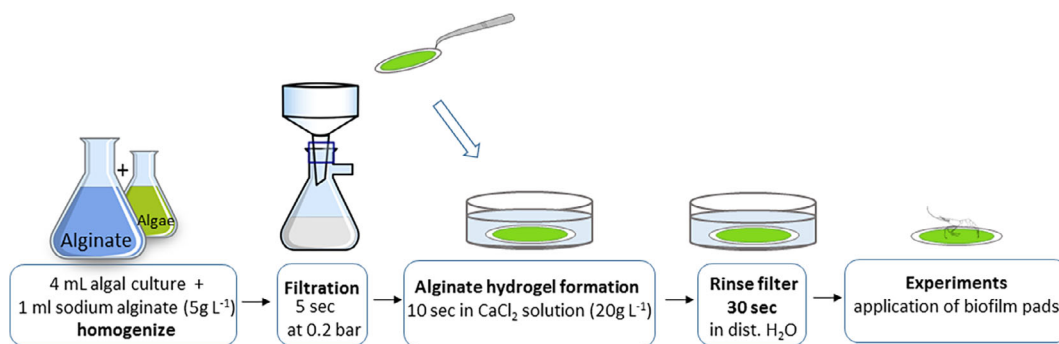 +
Alginate
Algae
4 mL algal culture +
1 ml sodium alginate (5g L⁻¹)
homogenize
Filtration
5 sec
at 0.2 bar
Alginate hydrogel formation
10 sec in CaCl₂ solution (20g L⁻¹)
Rinse filter
30 sec
in dist. H₂O
Experiments
application of biofilm pads